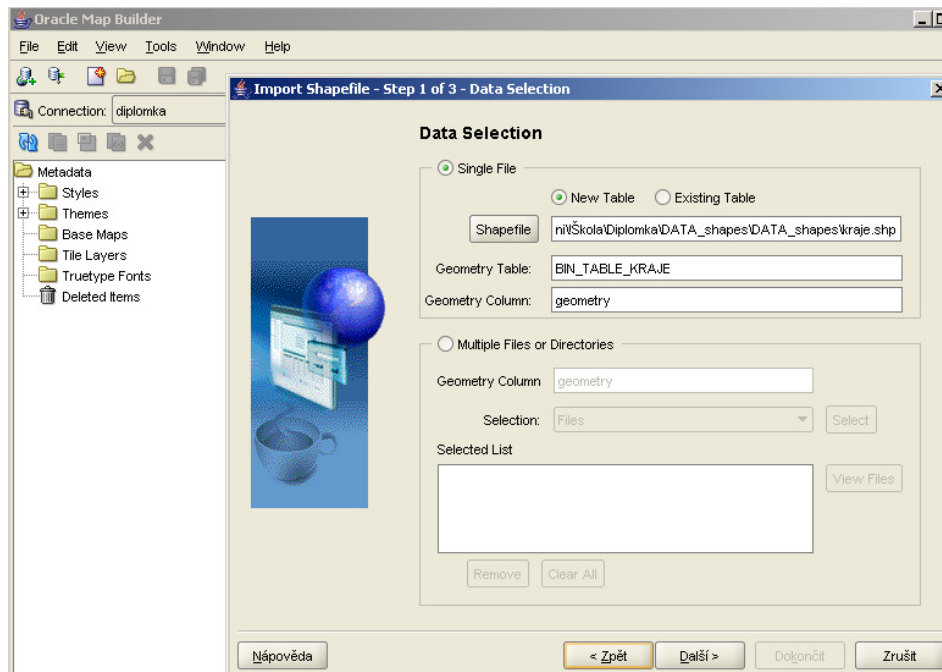 Oracle Map Builder
File Edit View Tools Window Help
Import Shapefile - Step 1 of 3 - Data Selection
Connection: diplomka
Metadata
Styles
Themes
Base Maps
Tile Layers
Truetype Fonts
Deleted Items
Data Selection
Single File
New Table Existing Table
Shapefile ni\IŠkola\Diplomka\DATA_shapes\DATA_shapes\kraje.shp
Geometry Table: BIN_TABLE_KRAJE
Geometry Column: geometry
Multiple Files or Directories
Geometry Column geometry
Selection: Files Select
Selected List
View Files
Remove Clear All
Nápověda < Zpět Další > Dokončit Zrušit